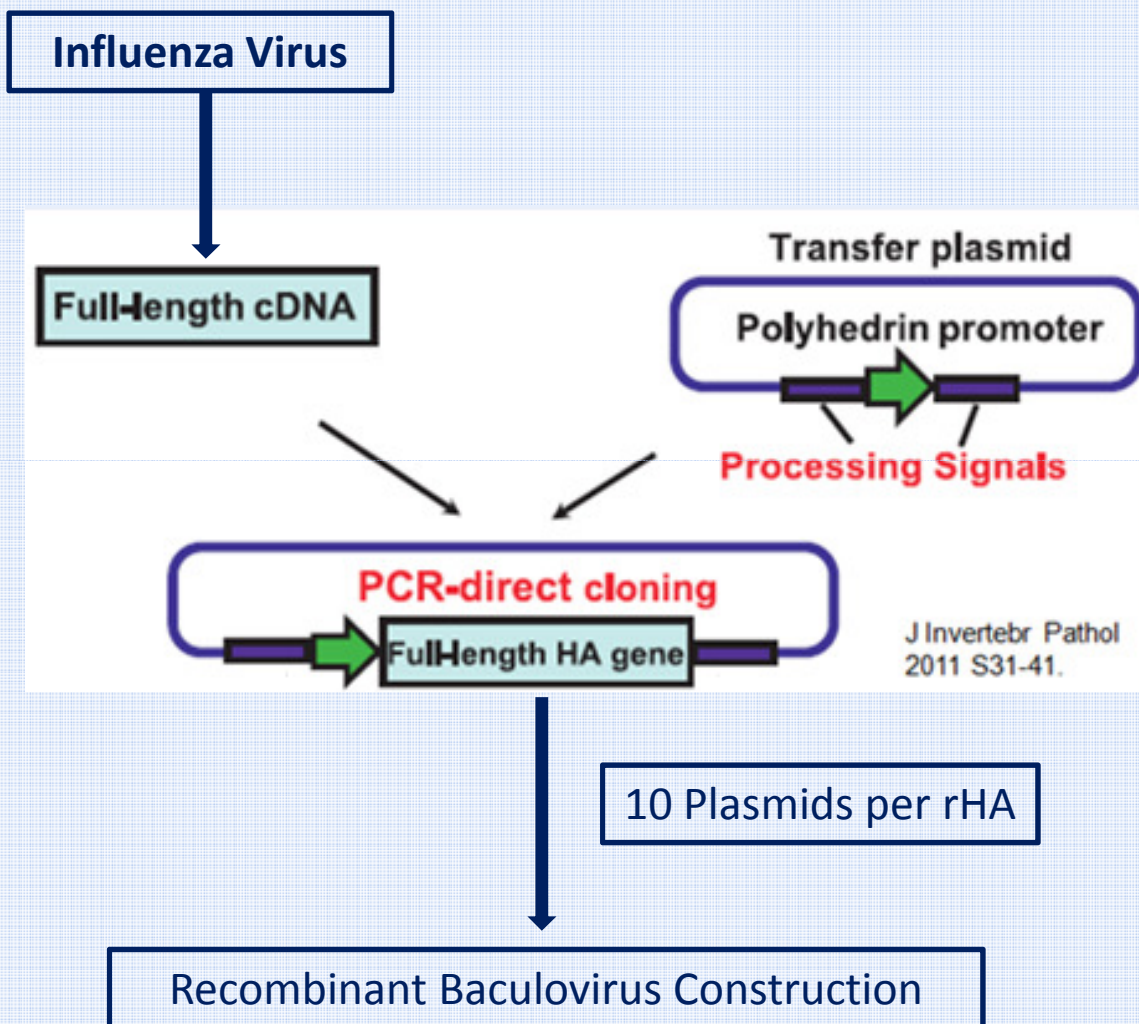 Influenza Virus
Full-length cDNA
Transfer plasmid
Polyhedrin promoter
Processing Signals
PCR-direct cloning
Full-length HA gene
J Invertebr Pathol
2011 S31-41.
10 Plasmids per rHA
Recombinant Baculovirus Construction